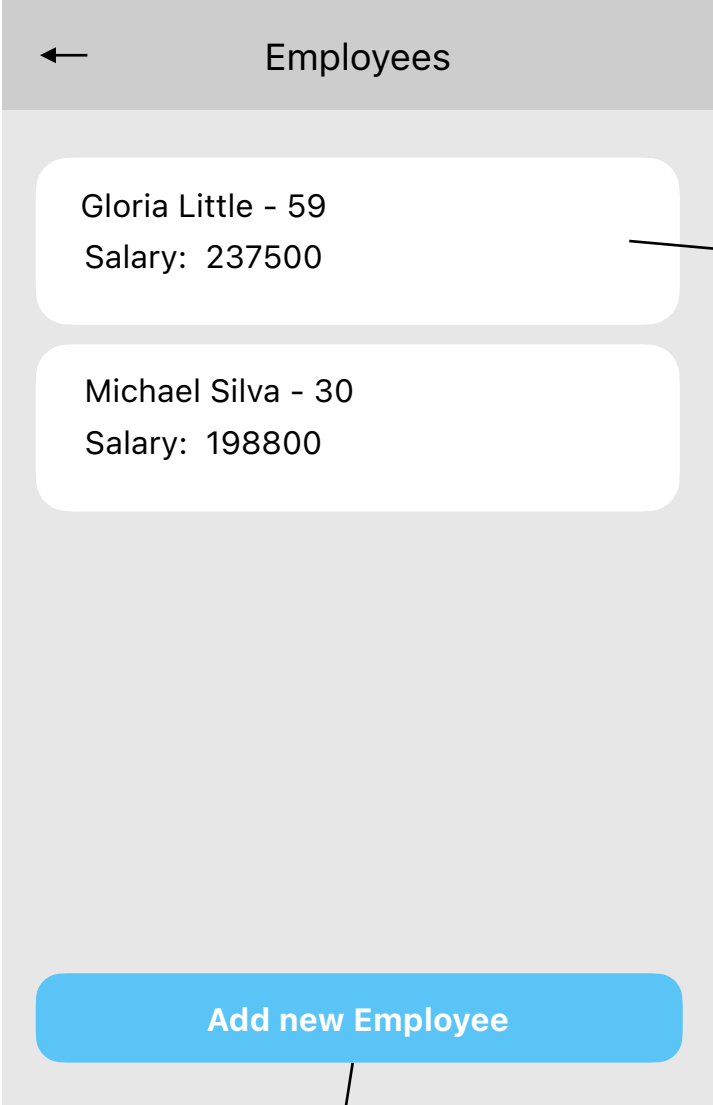 Employees
Gloria Little - 59
Salary: 237500
Michael Silva - 30
Salary: 198800
Add new Employee